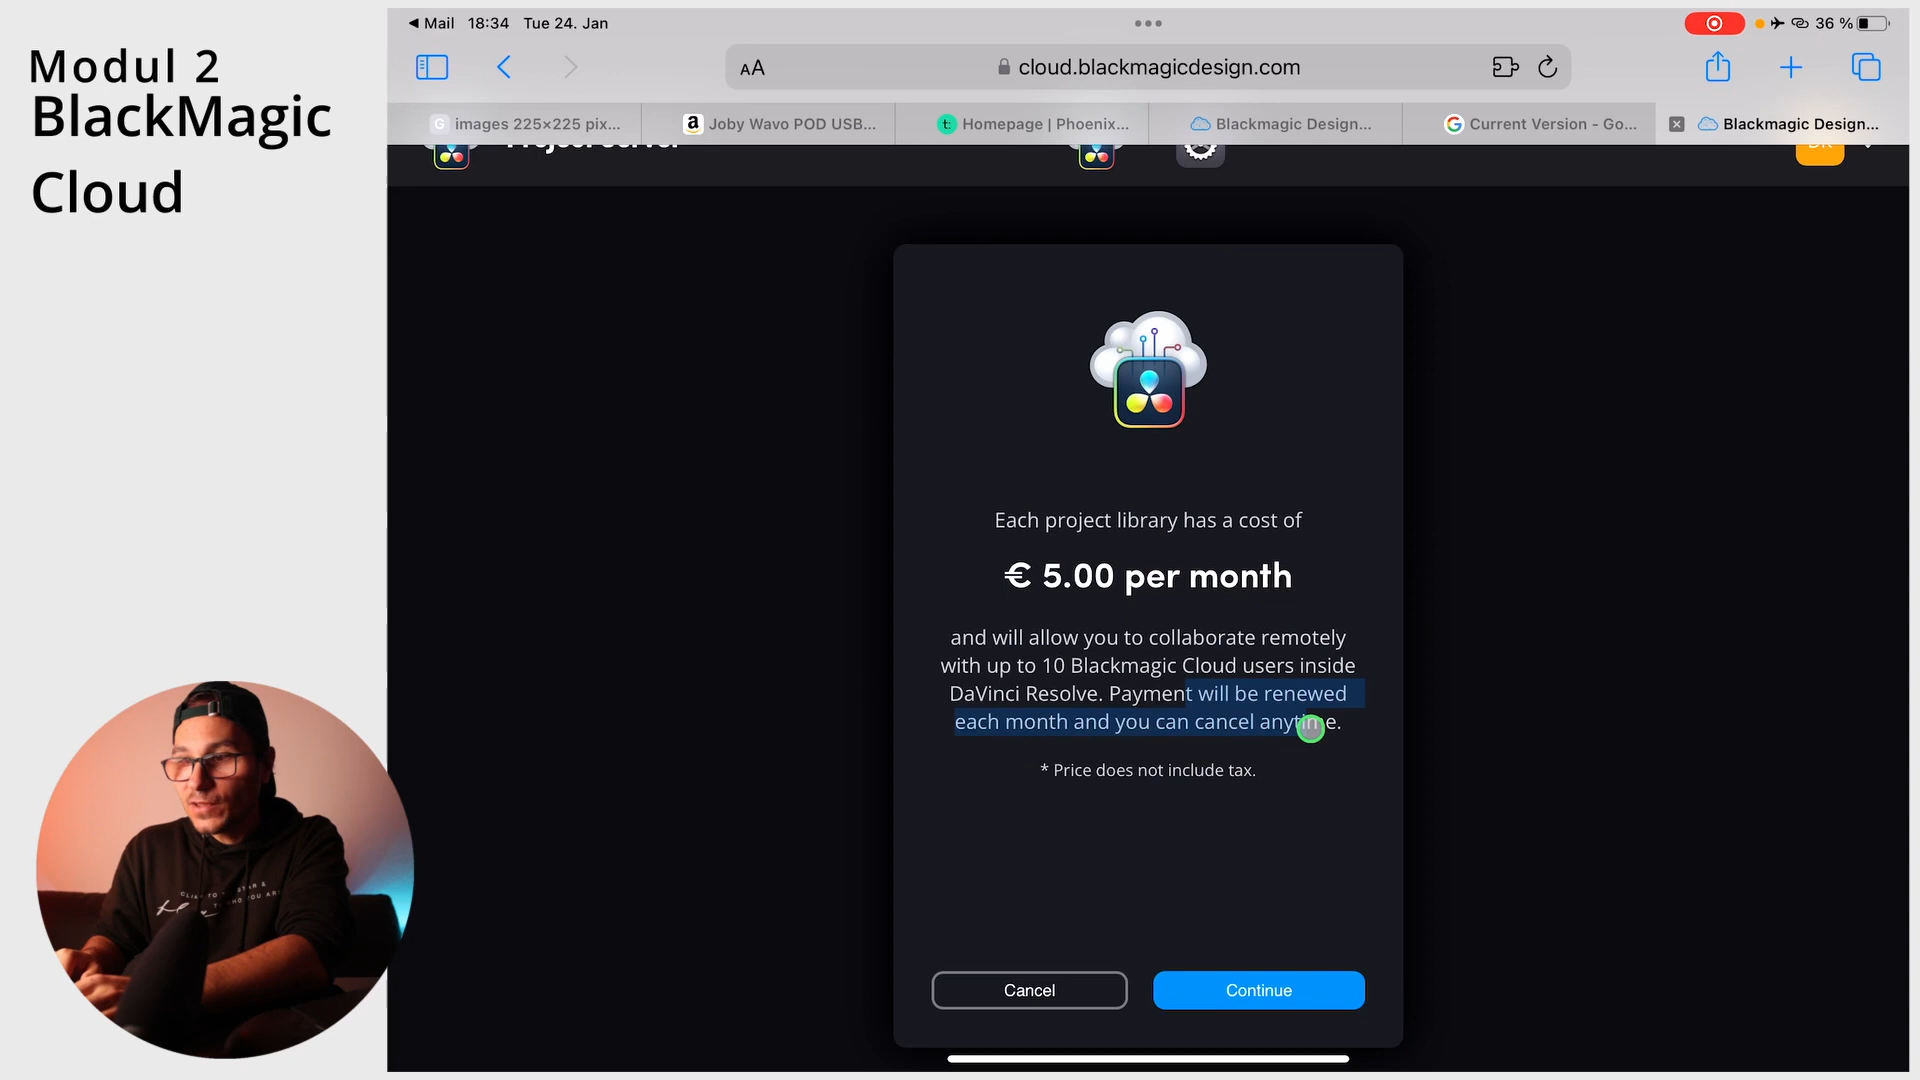 Modul 2
BlackMagic
Cloud
Mail 18:34 Tue 24. Jan
36 %
AA
cloud.blackmagicdesign.com
images 225×225 pix...
Joby Wavo POD USB...
Homepage | Phoenix...
Blackmagic Design...
Current Version - Go...
Blackmagic Design...
Project Server
DR
Each project library has a cost of
€ 5.00 per month
and will allow you to collaborate remotely
with up to 10 Blackmagic Cloud users inside
DaVinci Resolve. Payment will be renewed
each month and you can cancel anytime.
* Price does not include tax.
Cancel
Continue